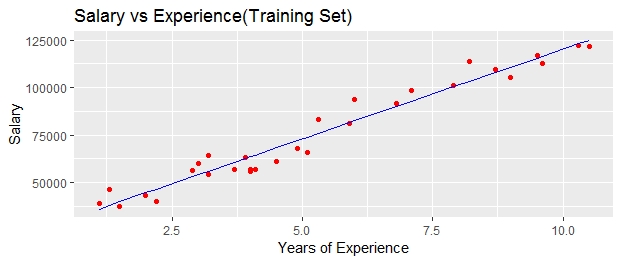 Salary vs Experience(Training Set)
125000
100000
75000
50000
Salary
2.5 5.0 7.5 10.0
Years of Experience